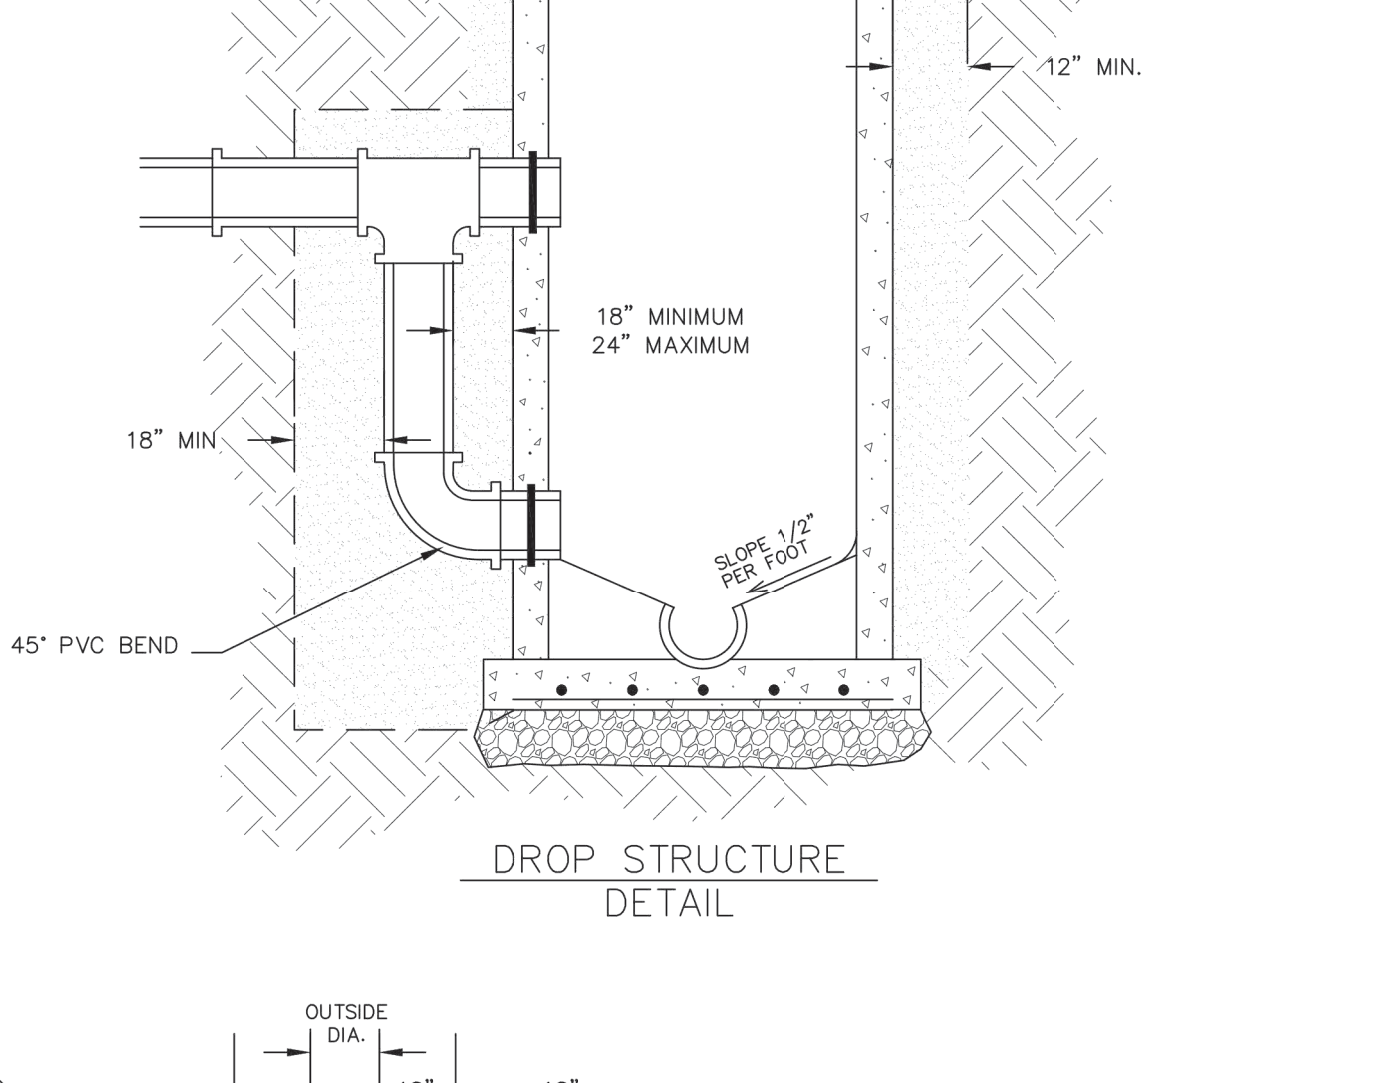 12” MIN.
18” MINIMUM
24” MAXIMUM
18” MIN
SLOPE 1/2”
PER FOOT
45° PVC BEND
DROP STRUCTURE
DETAIL
OUTSIDE
DIA.